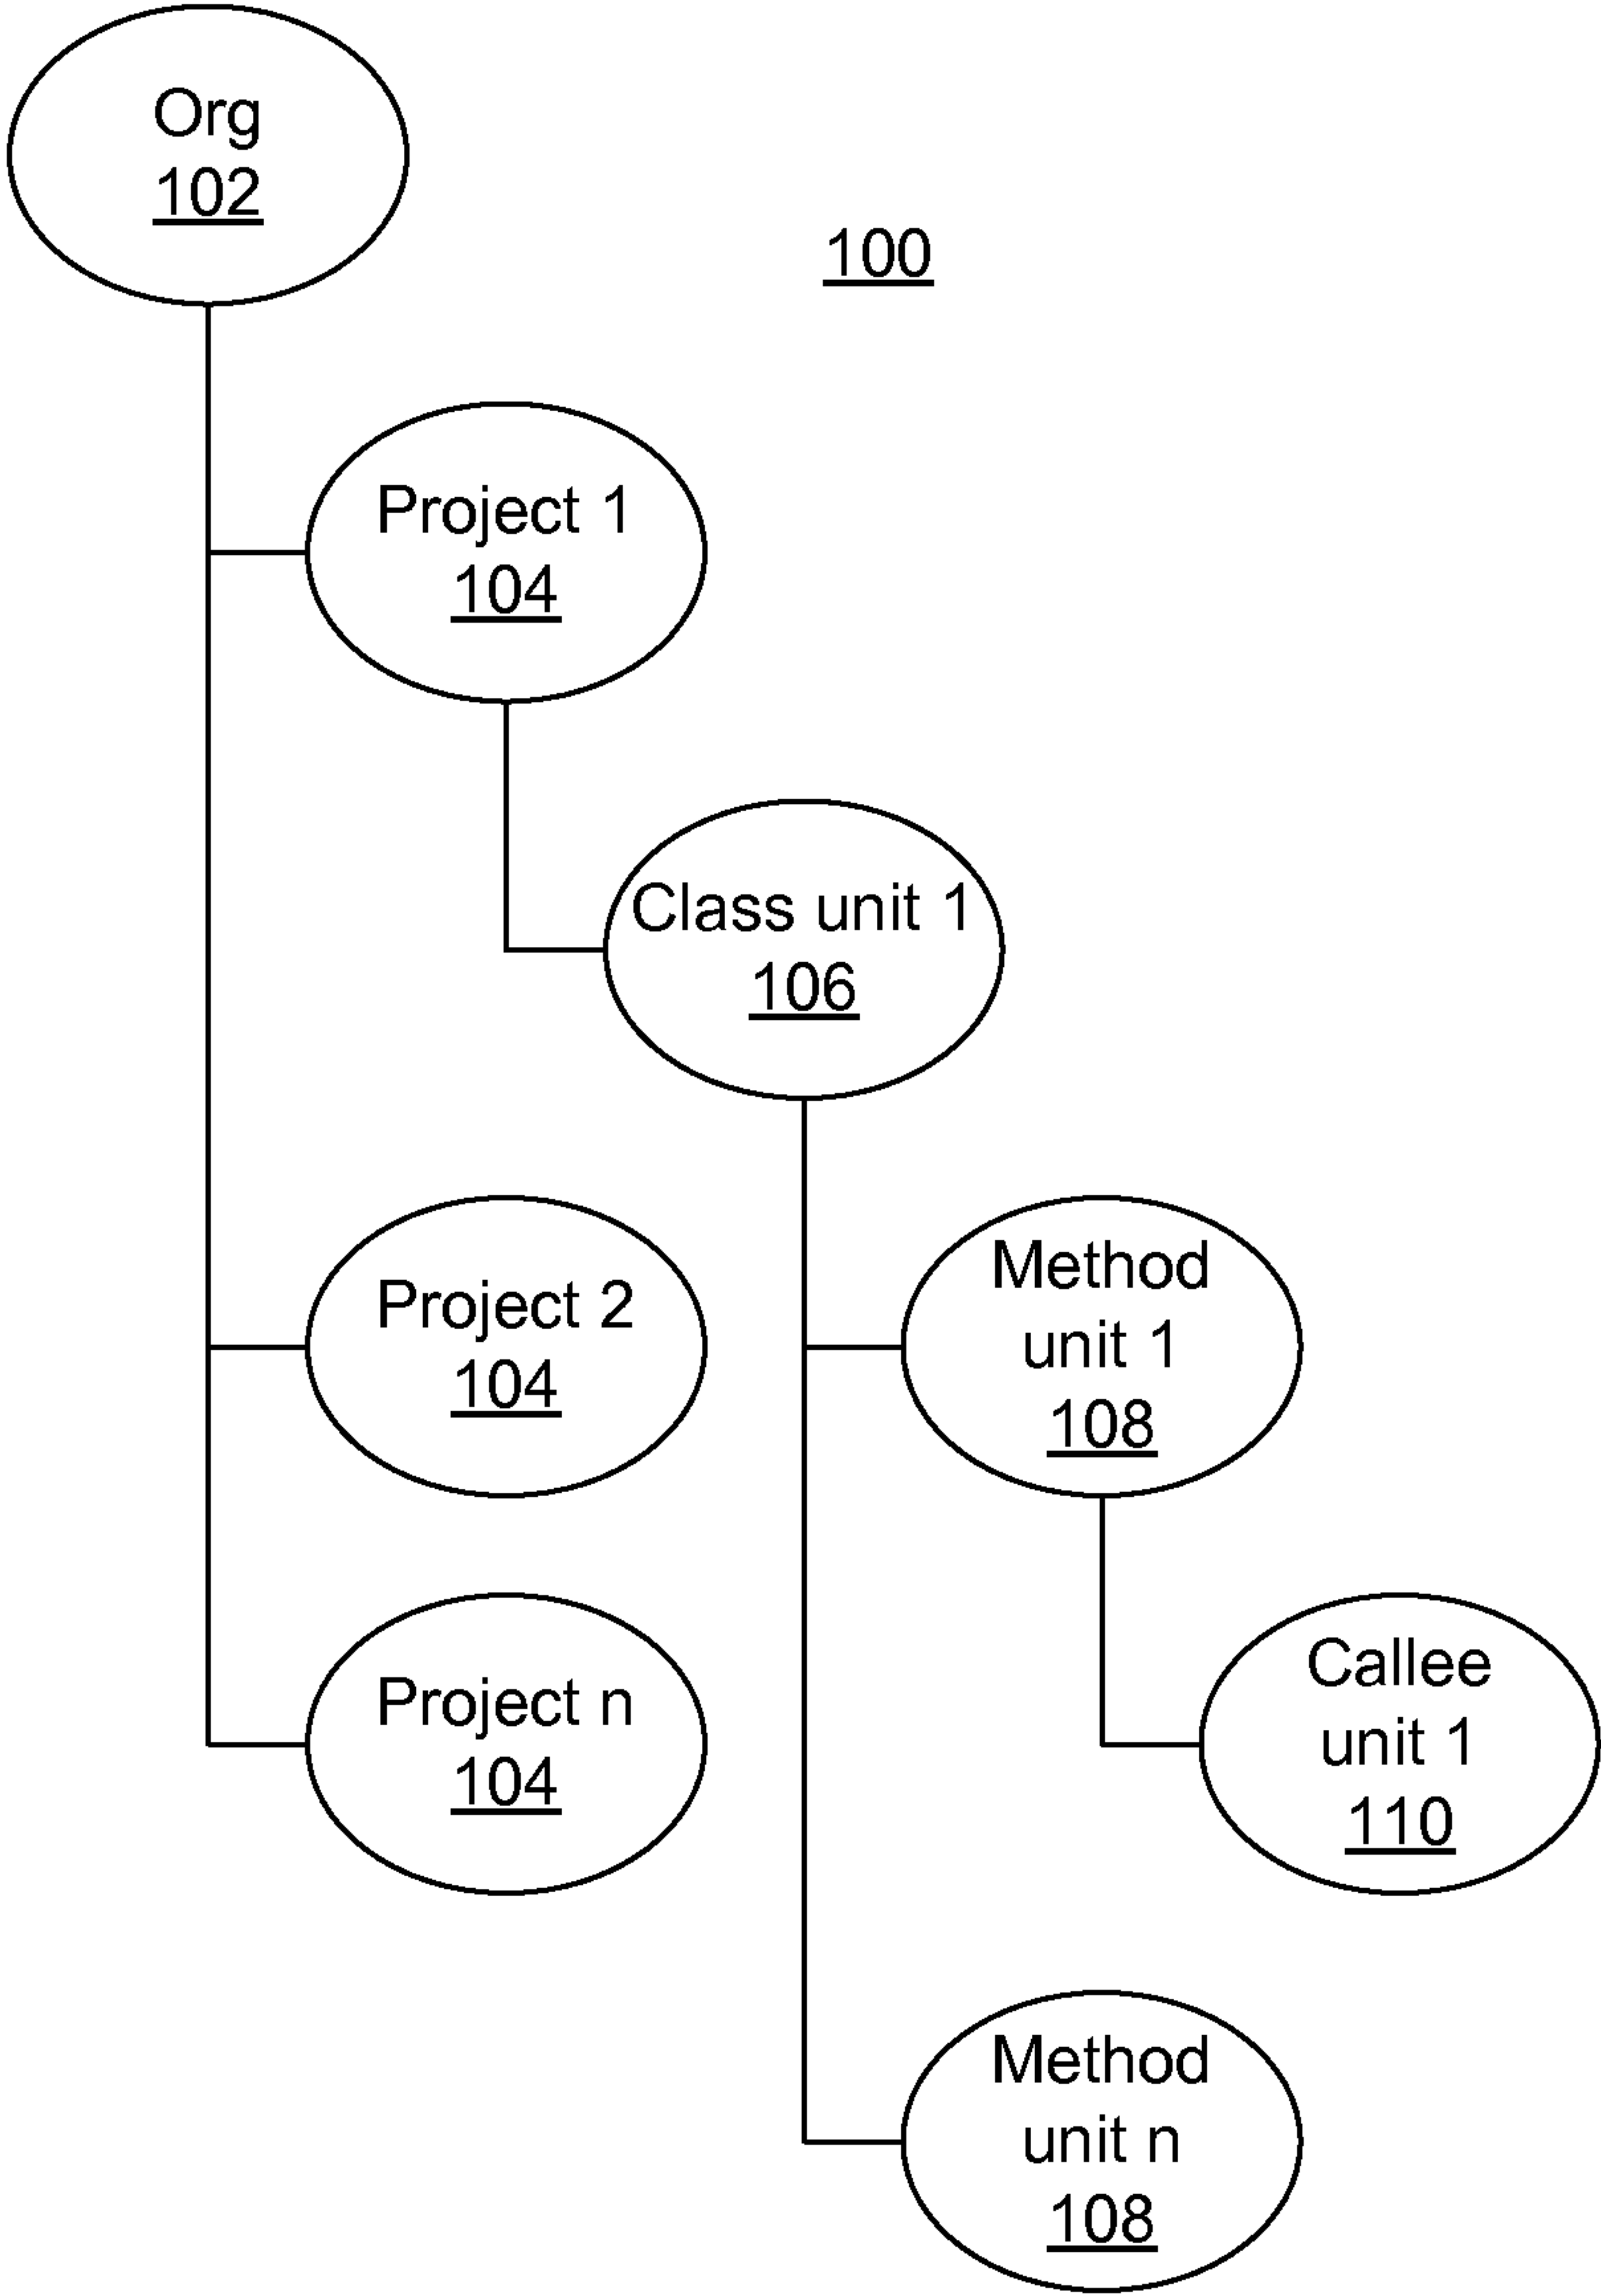 Org
102
100
Project 1
104
Class unit 1
106
Project 2
104
Method
unit 1
108
Project n
104
Callee
unit 1
110
Method
unit n
108